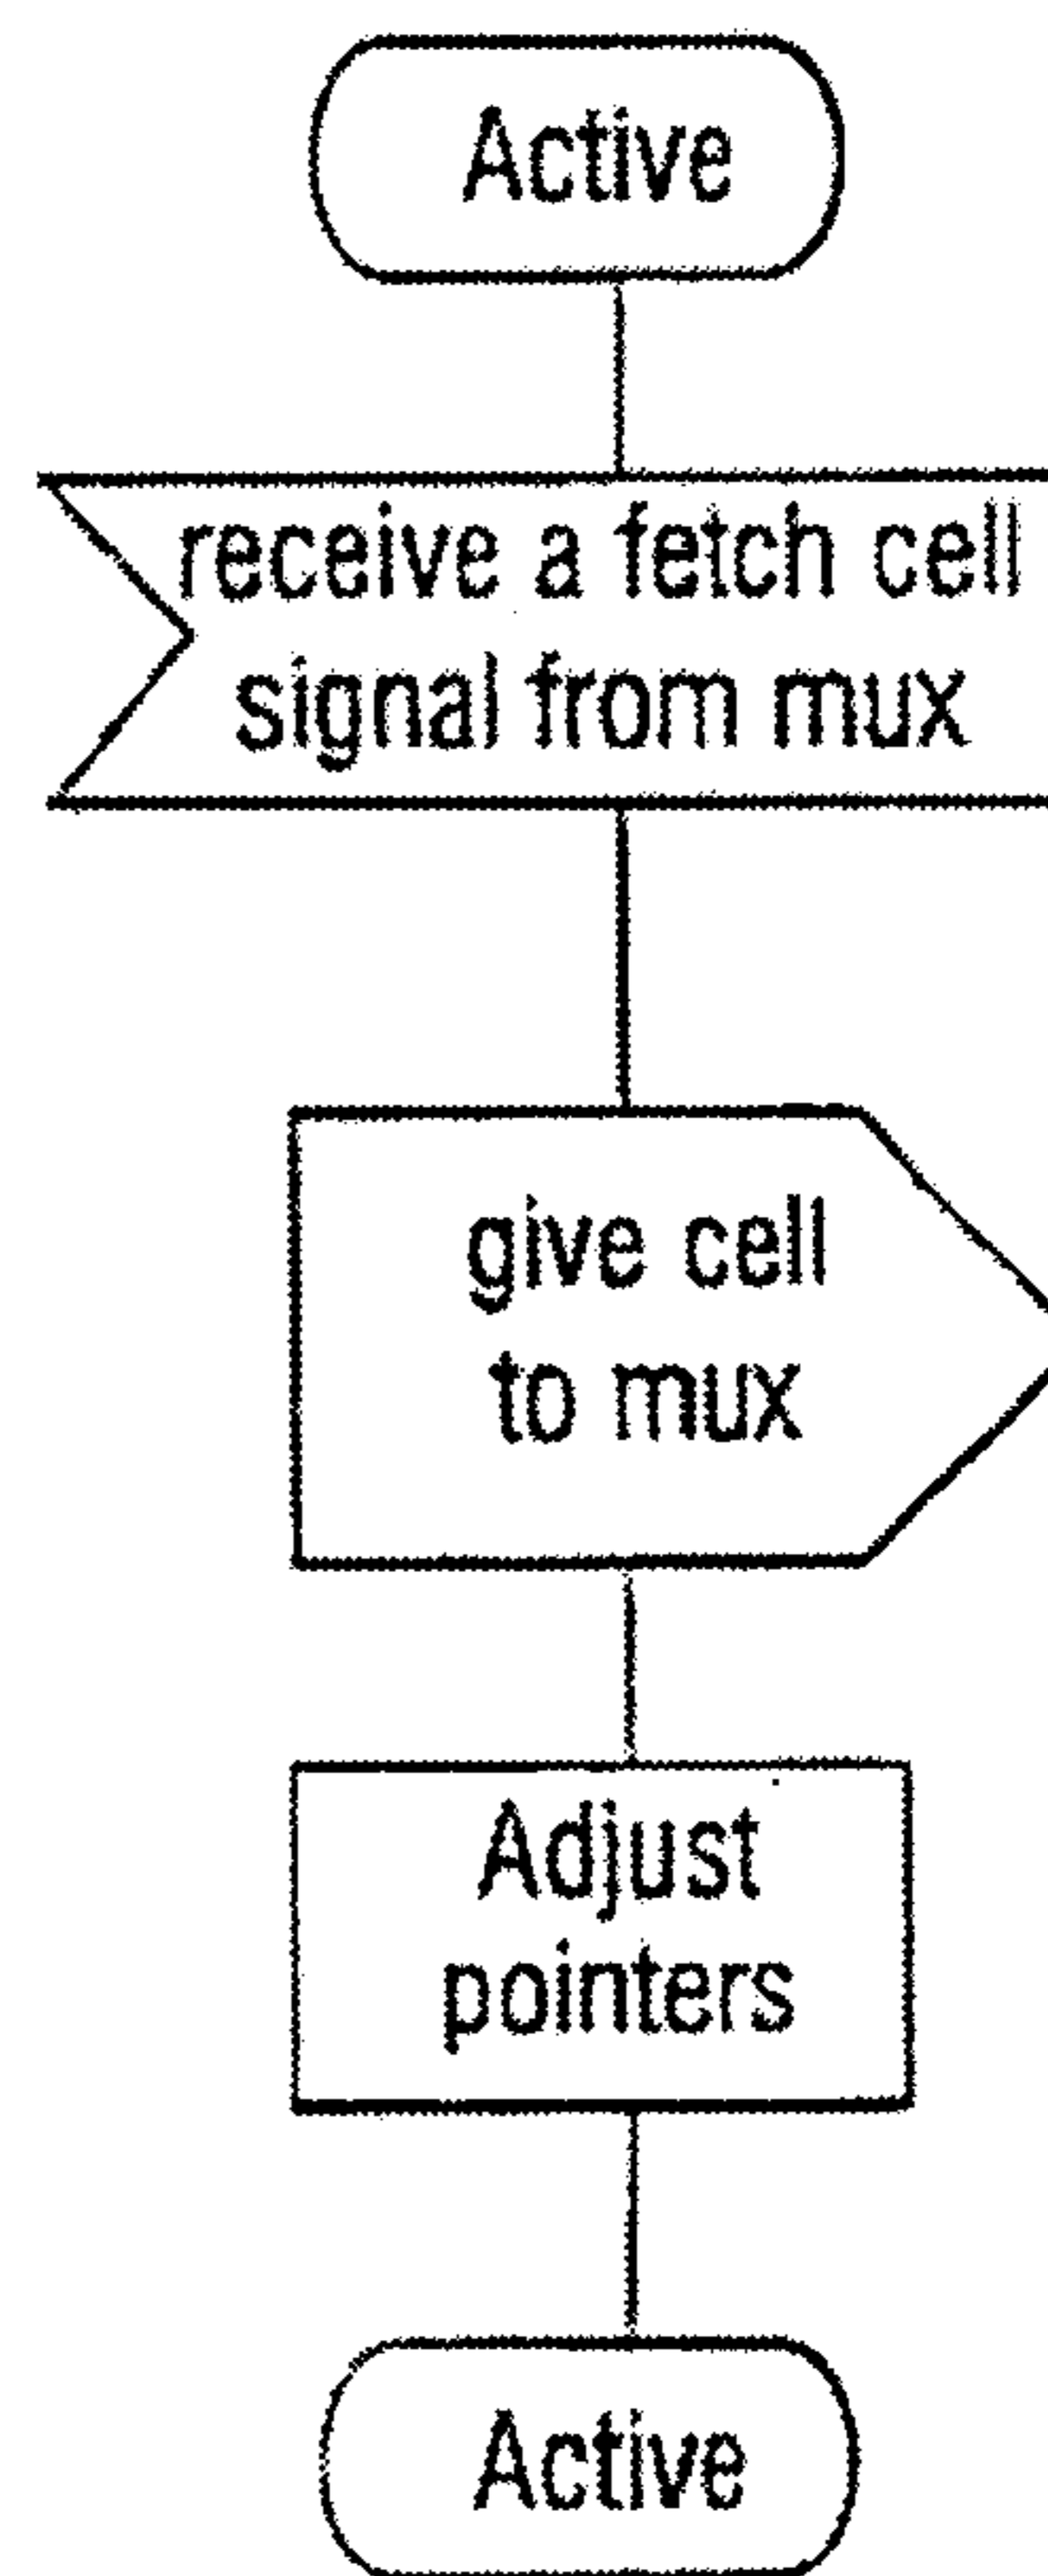 Active
receive a fetch cell
signal from mux
give cell
to mux
Adjust
pointers
Active